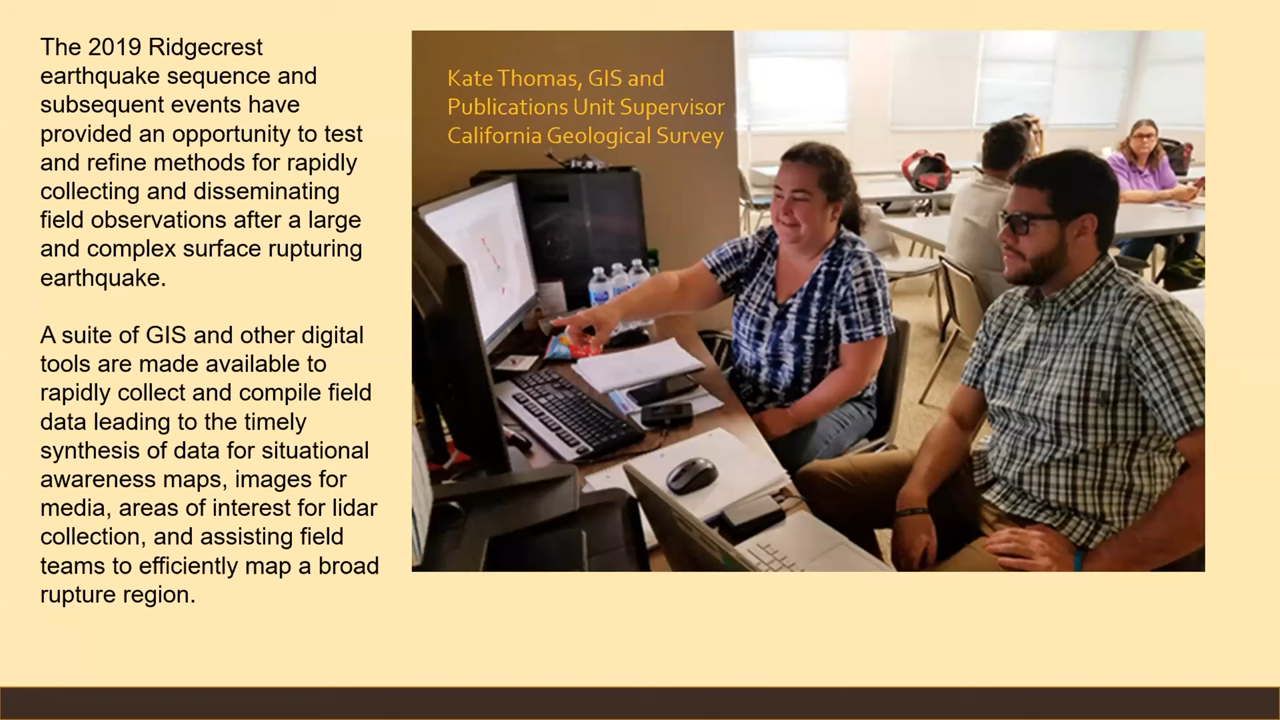 The 2019 Ridgecrest
earthquake sequence and
subsequent events have
provided an opportunity to test
and refine methods for rapidly
collecting and disseminating
field observations after a large
and complex surface rupturing
earthquake.
A suite of GIS and other digital
tools are made available to
rapidly collect and compile field
data leading to the timely
synthesis of data for situational
awareness maps, images for
media, areas of interest for lidar
collection, and assisting field
teams to efficiently map a broad
rupture region.
Kate Thomas, GIS and
Publications Unit Supervisor
California Geological Survey